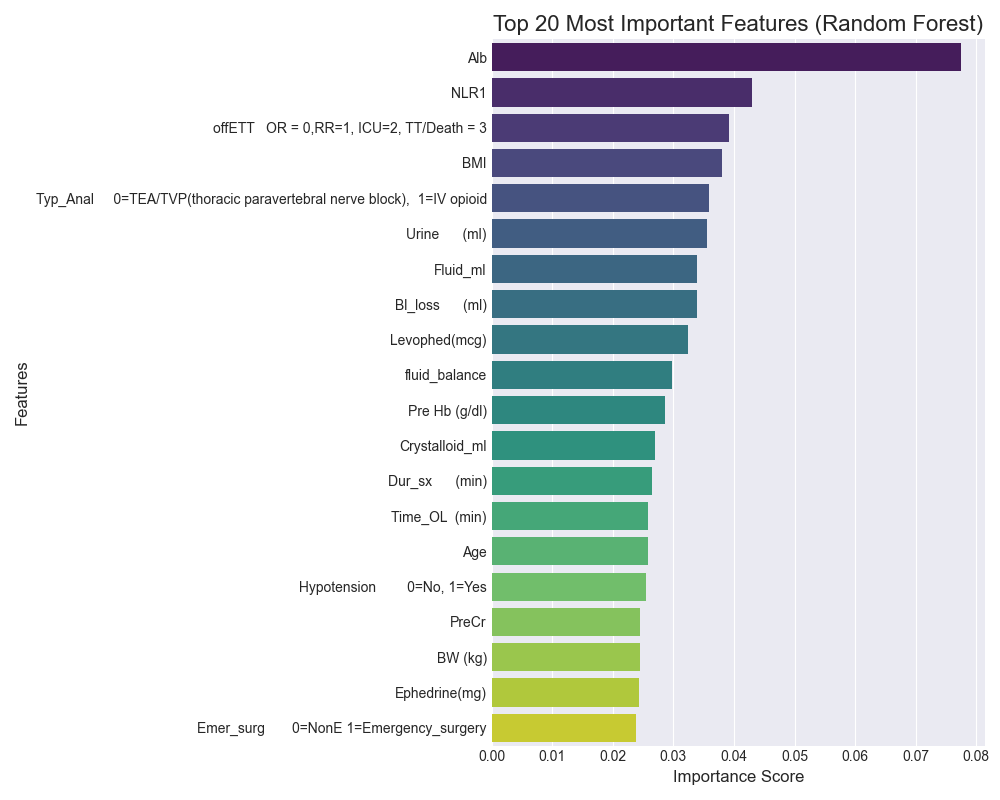 Top 20 Most Important Features (Random Forest)
Alb
NLR1
offETT   OR = 0,RR=1, ICU=2, TT/Death = 3
BMI
Typ_Anal     0=TEA/TVP(thoracic paravertebral nerve block),  1=IV opioid
Urine      (ml)
Fluid_ml
Bl_loss      (ml)
Levophed(mcg)
fluid_balance
Pre Hb (g/dl)
Crystalloid_ml
Dur_sx      (min)
Time_OL  (min)
Age
Hypotension        0=No, 1=Yes
PreCr
BW (kg)
Ephedrine(mg)
Emer_surg       0=NonE 1=Emergency_surgery
Features
0.00 0.01 0.02 0.03 0.04 0.05 0.06 0.07 0.08
Importance Score